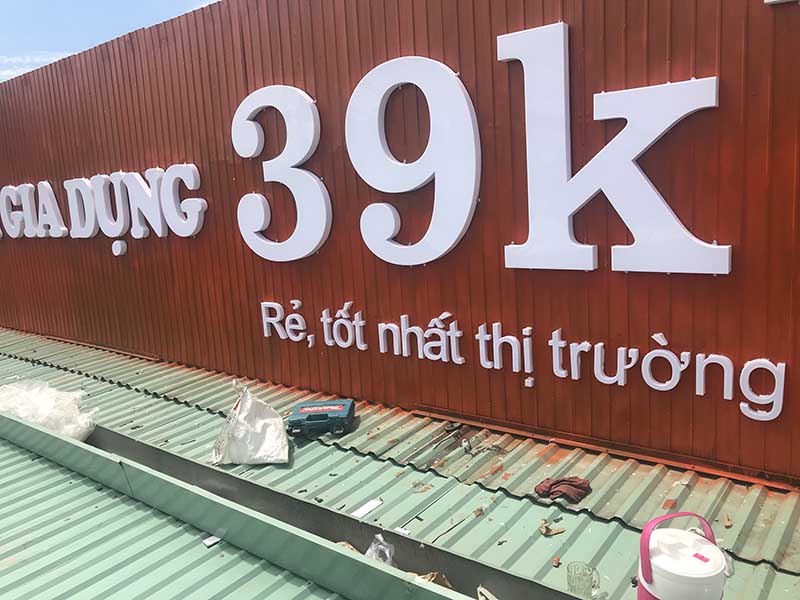 GIA DỤNG 39k
Rẻ, tốt nhất thị trường